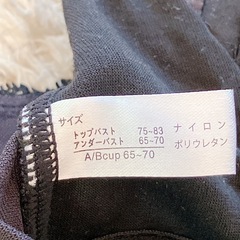 サイズ
トップバスト 75~83
アンダーバスト 65~70
A/Bcup 65~70
ナイロン
ポリウレタン